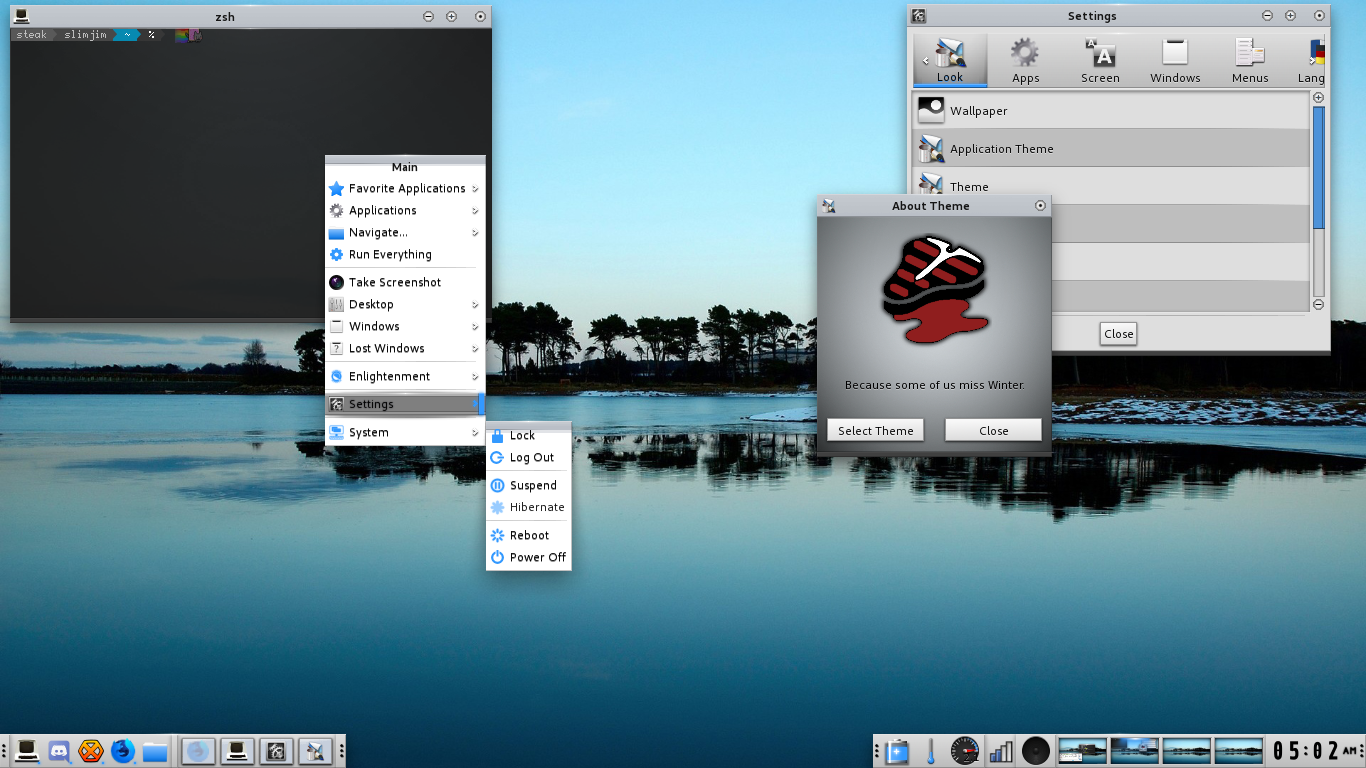 zsh
steak slimjim ~ %
Main
Favorite Applications
Applications
Navigate...
Run Everything
Take Screenshot
Desktop
Windows
Lost Windows
Enlightenment
Settings
System
Lock
Log Out
Suspend
Hibernate
Reboot
Power Off
Settings
Look Apps Screen Windows Menus Lang
Wallpaper
Application Theme
Theme
Close
About Theme
Because some of us miss Winter.
Select Theme Close
05:02 AM